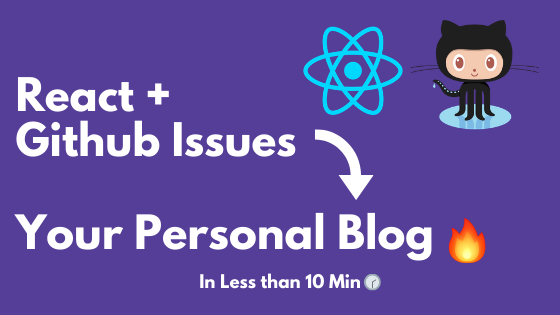 React +
Github Issues
Your Personal Blog 🔥
In Less than 10 Min 🕜